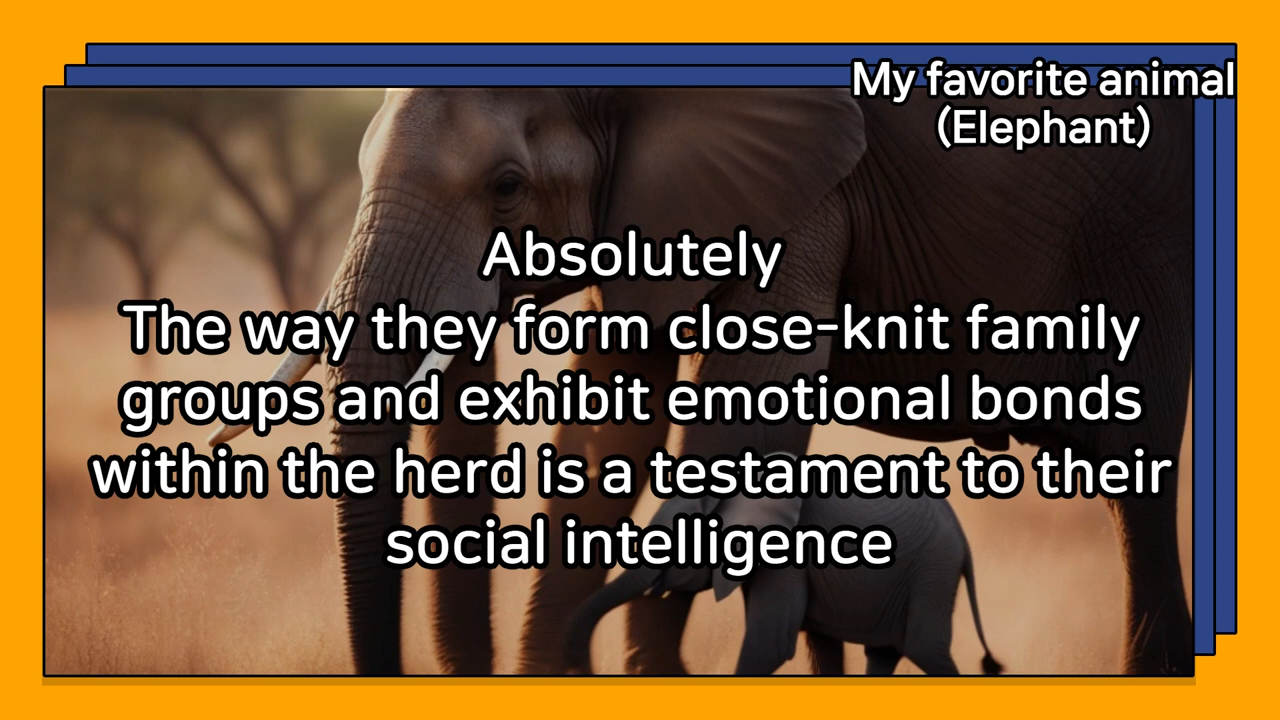 My favorite animal
(Elephant)
Absolutely
The way they form close-knit family
groups and exhibit emotional bonds
within the herd is a testament to their
social intelligence